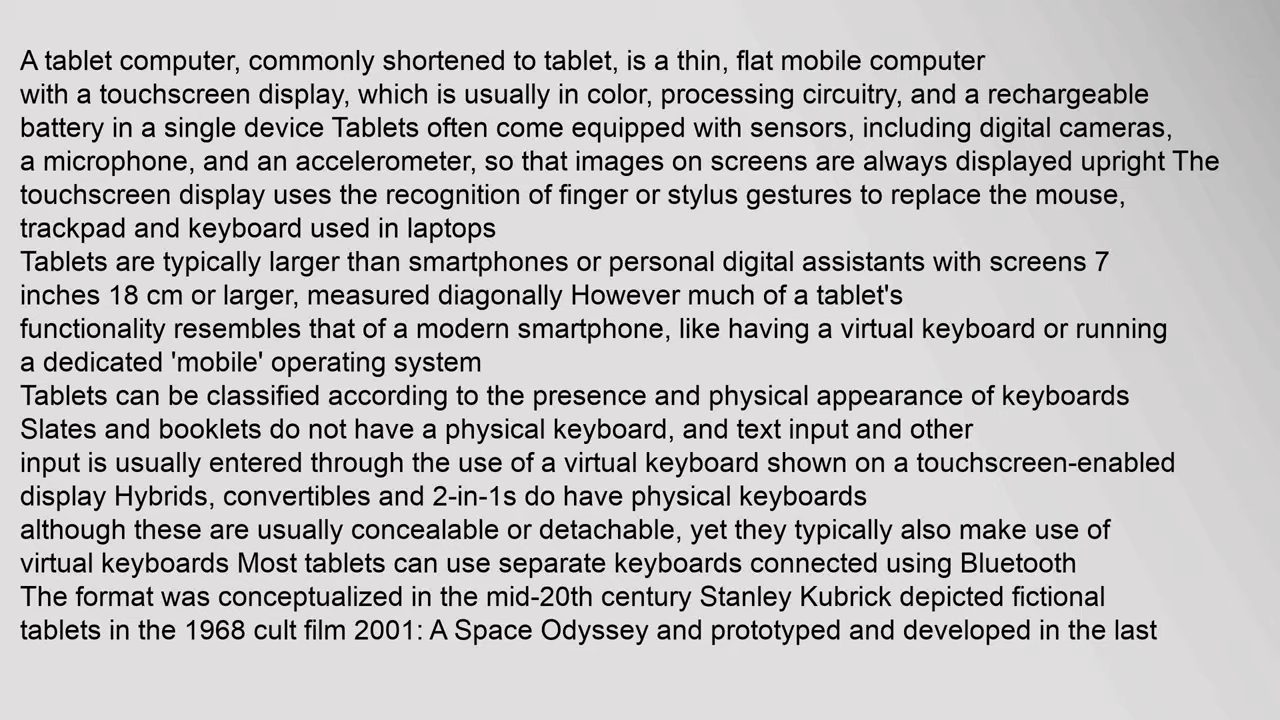 A tablet computer, commonly shortened to tablet, is a thin, flat mobile computer
with a touchscreen display, which is usually in color, processing circuitry, and a rechargeable
battery in a single device Tablets often come equipped with sensors, including digital cameras,
a microphone, and an accelerometer, so that images on screens are always displayed upright The
touchscreen display uses the recognition of finger or stylus gestures to replace the mouse,
trackpad and keyboard used in laptops
Tablets are typically larger than smartphones or personal digital assistants with screens 7
inches 18 cm or larger, measured diagonally However much of a tablet's
functionality resembles that of a modern smartphone, like having a virtual keyboard or running
a dedicated 'mobile' operating system
Tablets can be classified according to the presence and physical appearance of keyboards
Slates and booklets do not have a physical keyboard, and text input and other
input is usually entered through the use of a virtual keyboard shown on a touchscreen-enabled
display Hybrids, convertibles and 2-in-1s do have physical keyboards
although these are usually concealable or detachable, yet they typically also make use of
virtual keyboards Most tablets can use separate keyboards connected using Bluetooth
The format was conceptualized in the mid-20th century Stanley Kubrick depicted fictional
tablets in the 1968 cult film 2001: A Space Odyssey and prototyped and developed in the last